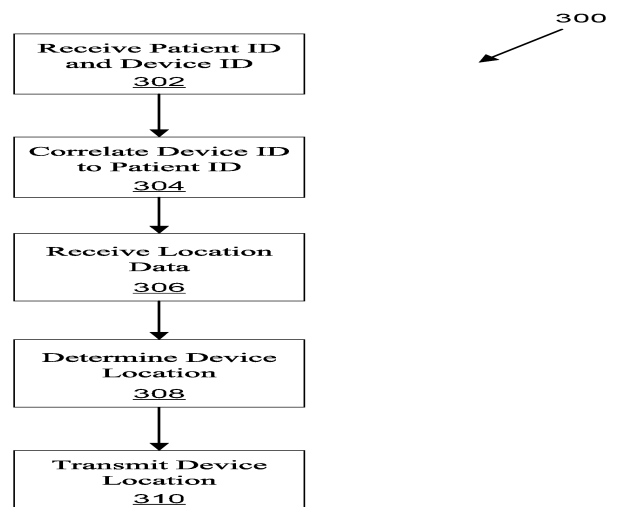 300
Receive Patient ID
and Device ID
302
Correlate Device ID
to Patient ID
304
Receive Location
Data
306
Determine Device
Location
308
Transmit Device
Location
310